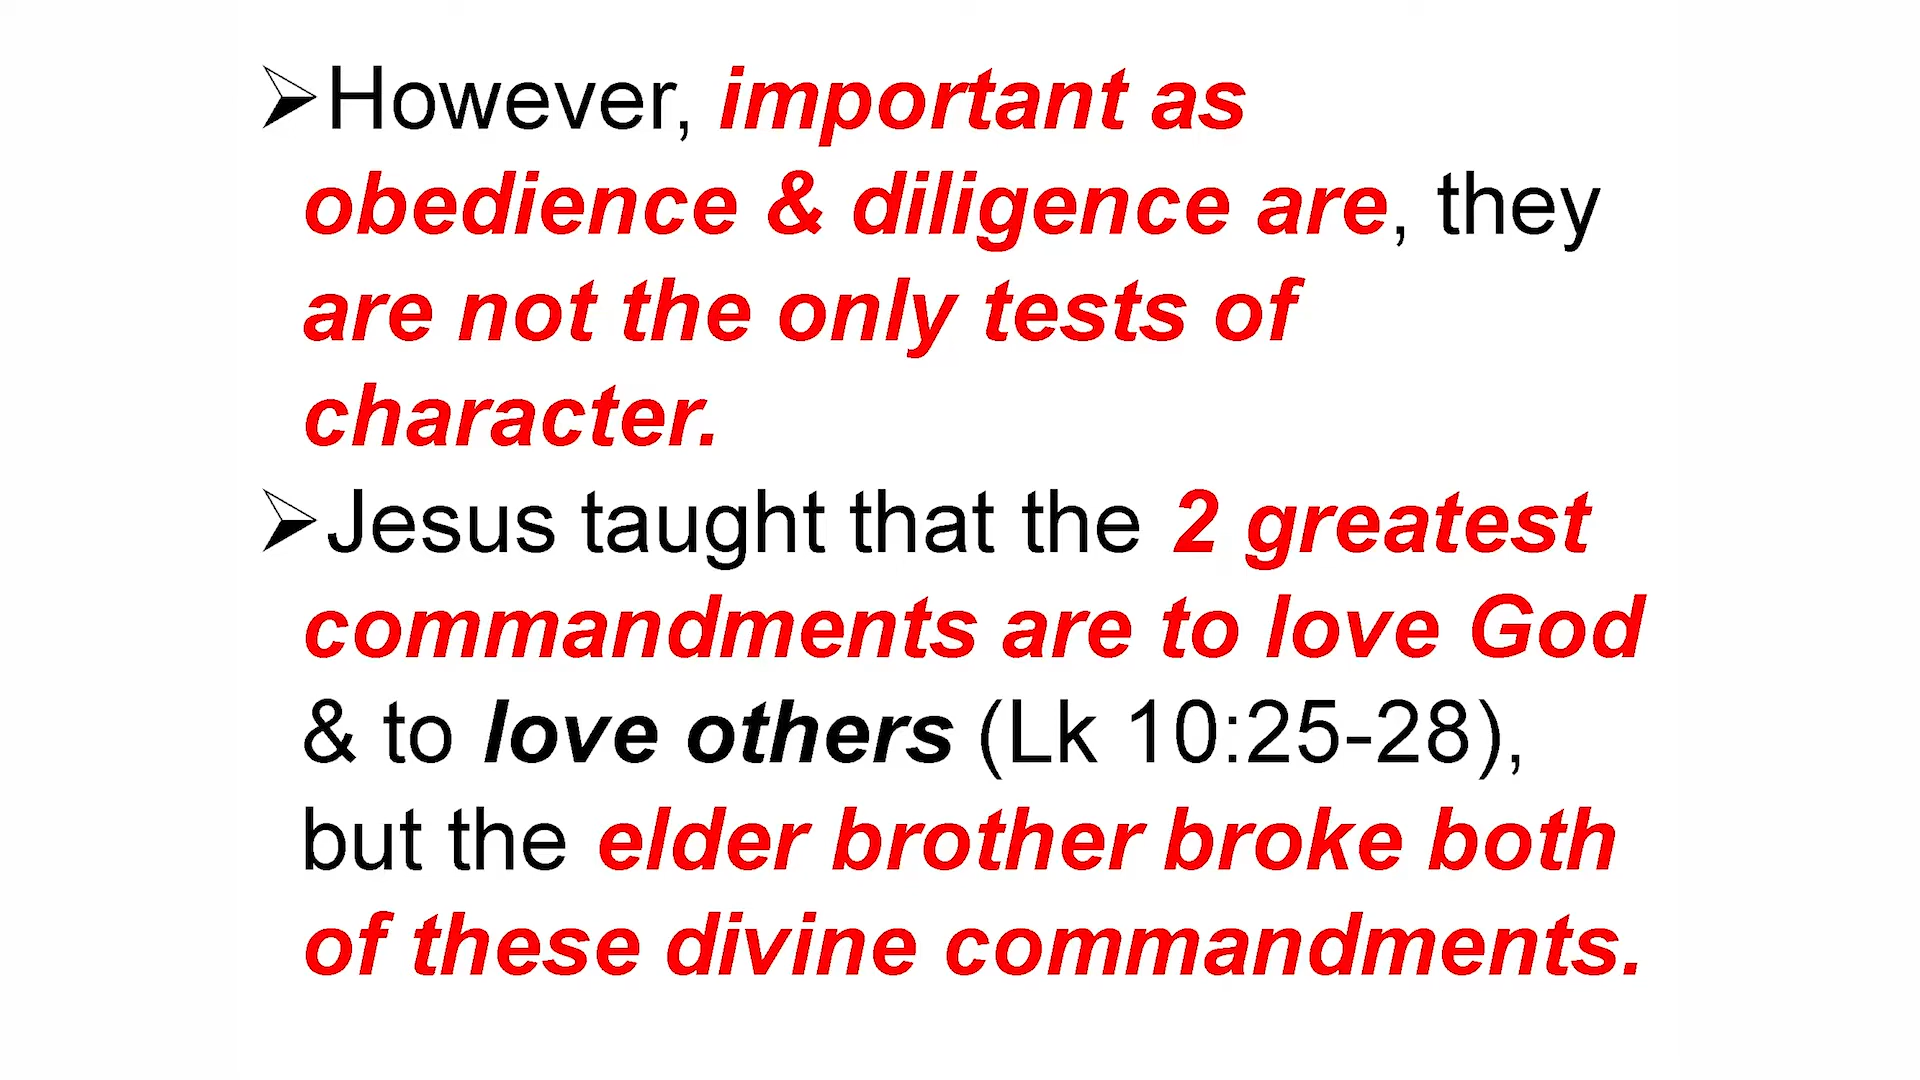 ➢However, important as
obedience & diligence are, they
are not the only tests of
character.
➢Jesus taught that the 2 greatest
commandments are to love God
& to love others (Lk 10:25-28),
but the elder brother broke both
of these divine commandments.